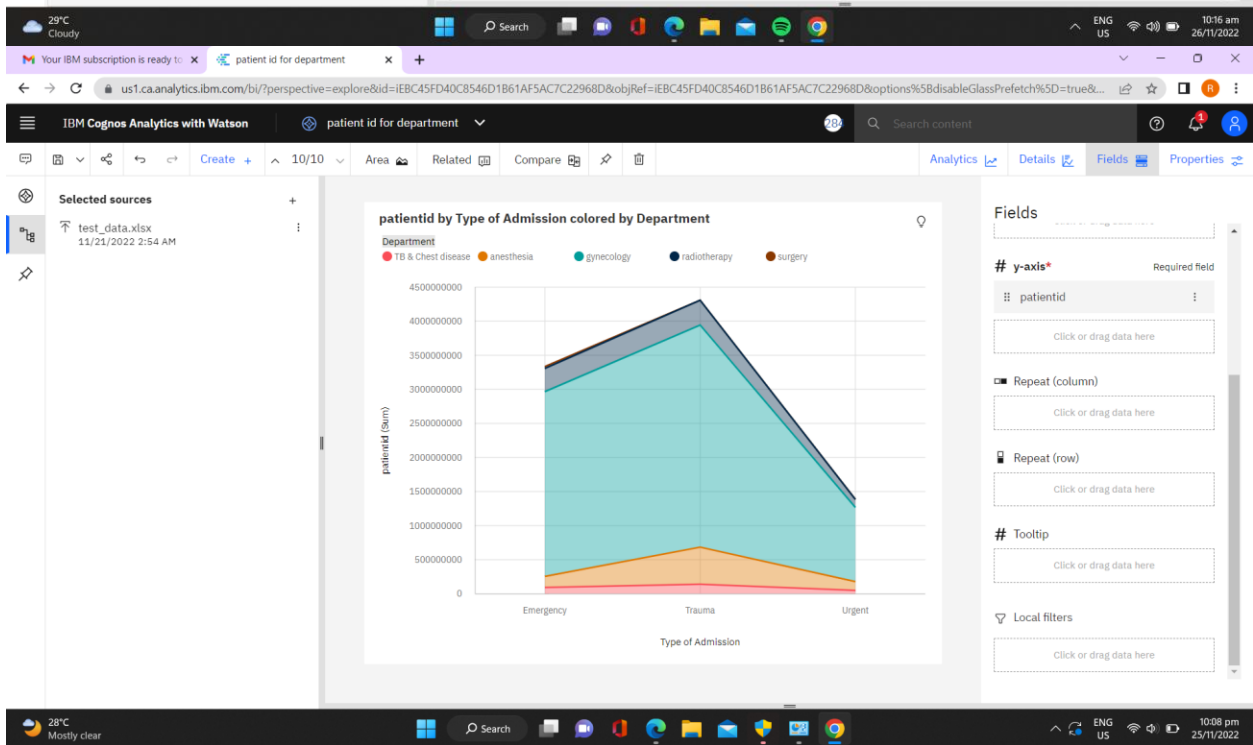 29°C
Cloudy
Search
ENG
US
10:16 am
26/11/2022
Your IBM subscription is ready to
patient id for department
us1.ca.analytics.ibm.com/bi/?perspective=explore&id=iEBC45FD40C8546D1B61AF5AC7C22968D&objRef=iEBC45FD40C8546D1B61AF5AC7C22968D&options%5BdisableGlassPrefetch%5D=true&...
R
IBM Cognos Analytics with Watson
patient id for department
284
Search content
1
Create +
10/10
Area
Related
Compare
Analytics
Details
Fields
Properties
Selected sources
+
test_data.xlsx
11/21/2022 2:54 AM
patientid by Type of Admission colored by Department
Department
TB & Chest disease
anesthesia
gynecology
radiotherapy
surgery
4500000000
4000000000
3500000000
3000000000
2500000000
2000000000
1500000000
1000000000
500000000
0
patientid (Sum)
Emergency
Trauma
Urgent
Type of Admission
Fields
# y-axis*
Required field
patientid
Click or drag data here
Repeat (column)
Click or drag data here
Repeat (row)
Click or drag data here
# Tooltip
Click or drag data here
Local filters
Click or drag data here
28°C
Mostly clear
Search
ENG
US
10:08 pm
25/11/2022